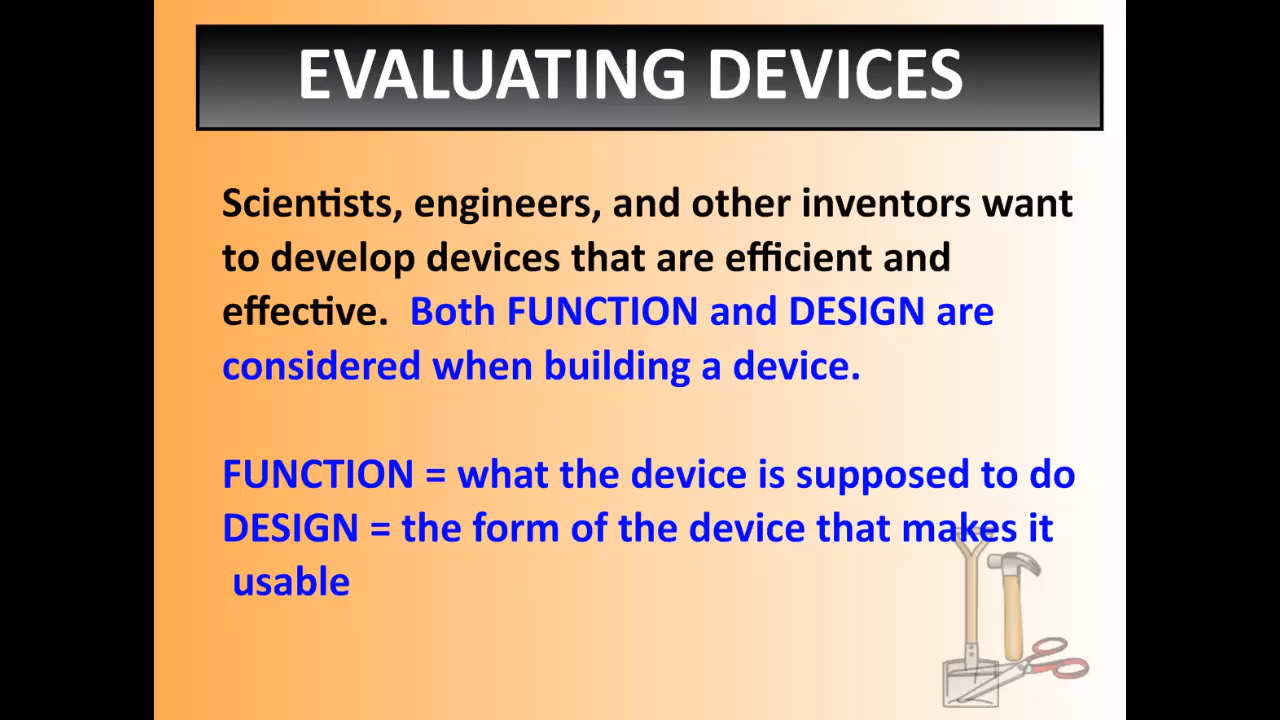 EVALUATING DEVICES
Scientists, engineers, and other inventors want
to develop devices that are efficient and
effective. Both FUNCTION and DESIGN are
considered when building a device.
FUNCTION = what the device is supposed to do
DESIGN = the form of the device that makes it
usable